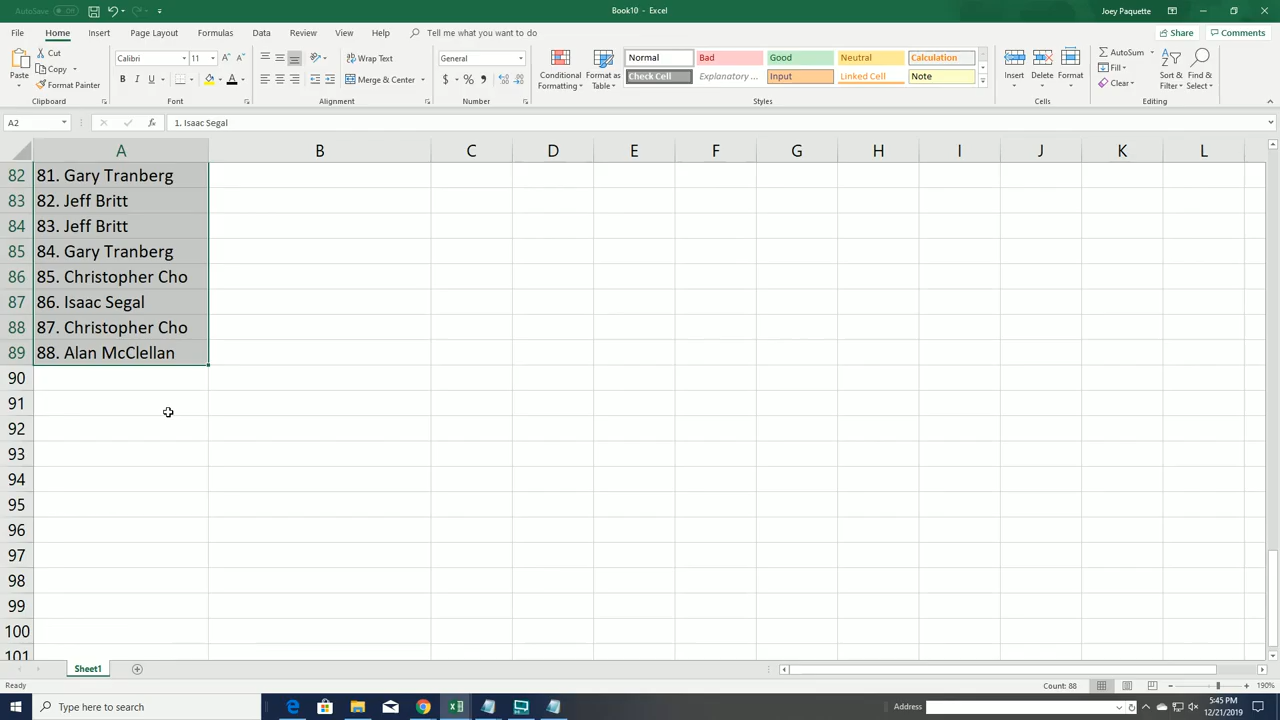 AutoSave Off Book10 - Excel Joey Paquette
File Home Insert Page Layout Formulas Data Review View Help Tell me what you want to do Share Comments
Paste Cut Copy Format Painter Clipboard
Calibri 11 B I U A Font
Wrap Text Merge & Center Alignment
General $ % , Number
Conditional Formatting Format as Table
Normal Bad Good Neutral Calculation
Check Cell Explanatory ... Input Linked Cell Note
Styles
Insert Delete Format Cells
AutoSum Fill Clear Sort & Filter Find & Select Editing
A2 fx 1. Isaac Segal
A B C D E F G H I J K L
82 81. Gary Tranberg
83 82. Jeff Britt
84 83. Jeff Britt
85 84. Gary Tranberg
86 85. Christopher Cho
87 86. Isaac Segal
88 87. Christopher Cho
89 88. Alan McClellan
90
91
92
93
94
95
96
97
98
99
100
101
Sheet1
Ready Count: 88 190%
Type here to search Address 5:45 PM
12/21/2019